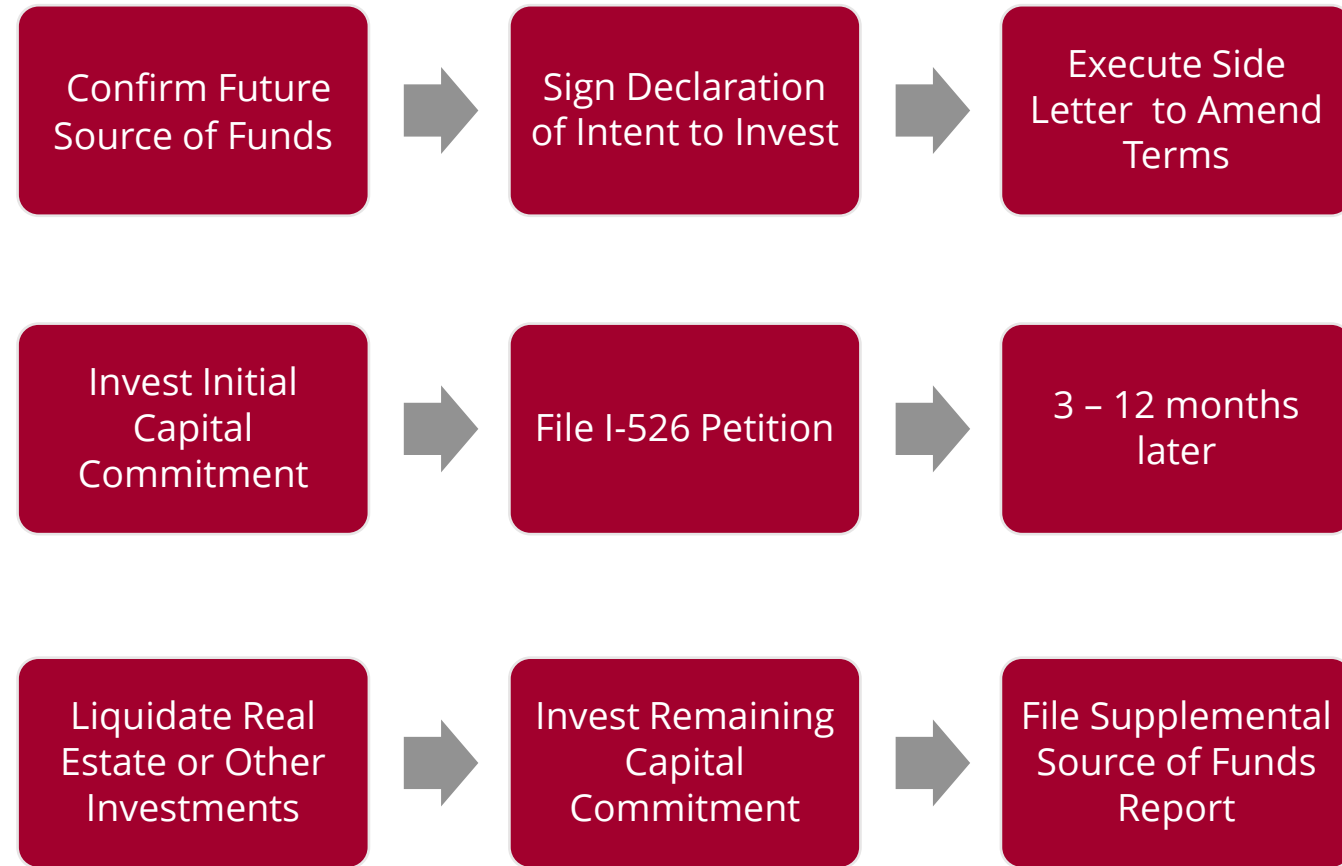 Confirm Future
Source of Funds
Sign Declaration
of Intent to Invest
Execute Side
Letter to Amend
Terms
Invest Initial
Capital
Commitment
File I-526 Petition
3 – 12 months
later
Liquidate Real
Estate or Other
Investments
Invest Remaining
Capital
Commitment
File Supplemental
Source of Funds
Report